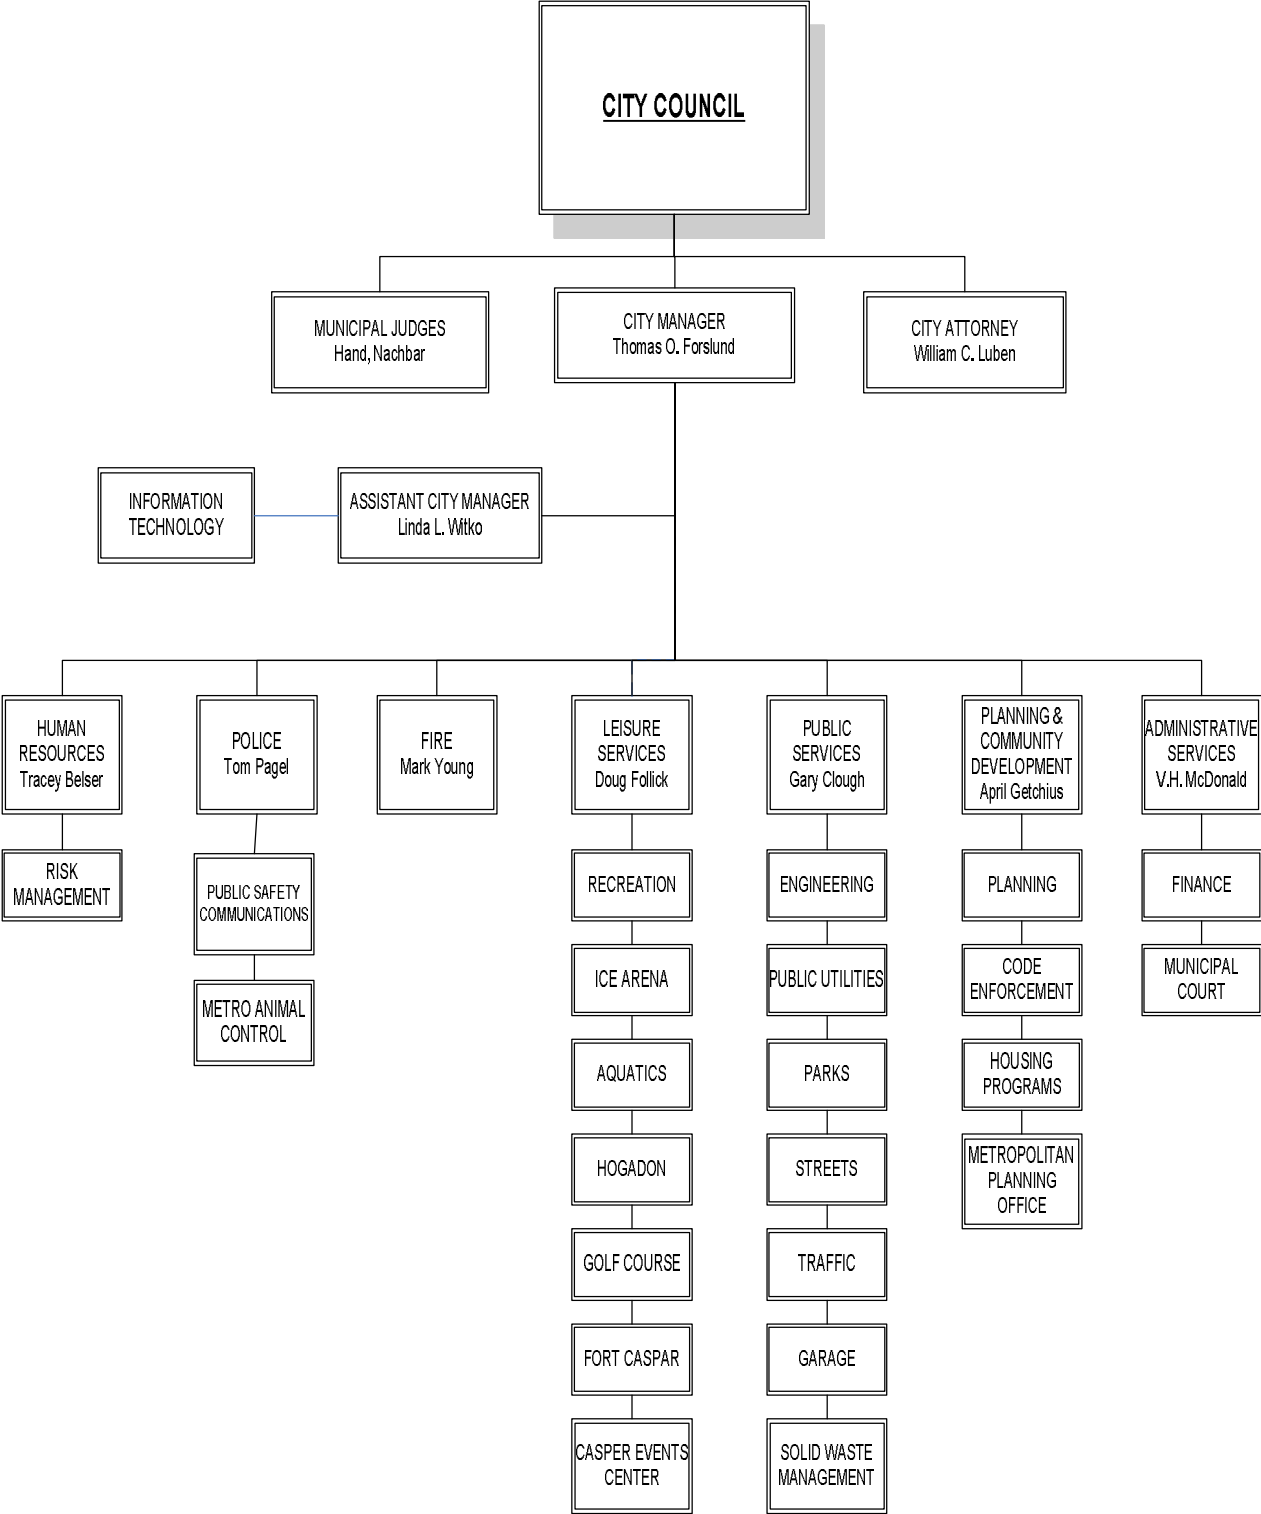 CITY COUNCIL
MUNICIPAL JUDGES
Hand, Nachbar
CITY MANAGER
Thomas O. Forslund
CITY ATTORNEY
William C. Luben
INFORMATION
TECHNOLOGY
ASSISTANT CITY MANAGER
Linda L. Witko
HUMAN
RESOURCES
Tracey Belser
POLICE
Tom Pagel
FIRE
Mark Young
LEISURE
SERVICES
Doug Follick
PUBLIC
SERVICES
Gary Clough
PLANNING &
COMMUNITY
DEVELOPMENT
April Getchius
ADMINISTRATIVE
SERVICES
V.H. McDonald
RISK
MANAGEMENT
PUBLIC SAFETY
COMMUNICATIONS
METRO ANIMAL
CONTROL
RECREATION
ICE ARENA
AQUATICS
HOGADON
GOLF COURSE
FORT CASPAR
CASPER EVENTS
CENTER
ENGINEERING
PUBLIC UTILITIES
PARKS
STREETS
TRAFFIC
GARAGE
SOLID WASTE
MANAGEMENT
PLANNING
CODE
ENFORCEMENT
HOUSING
PROGRAMS
METROPOLITAN
PLANNING
OFFICE
FINANCE
MUNICIPAL
COURT